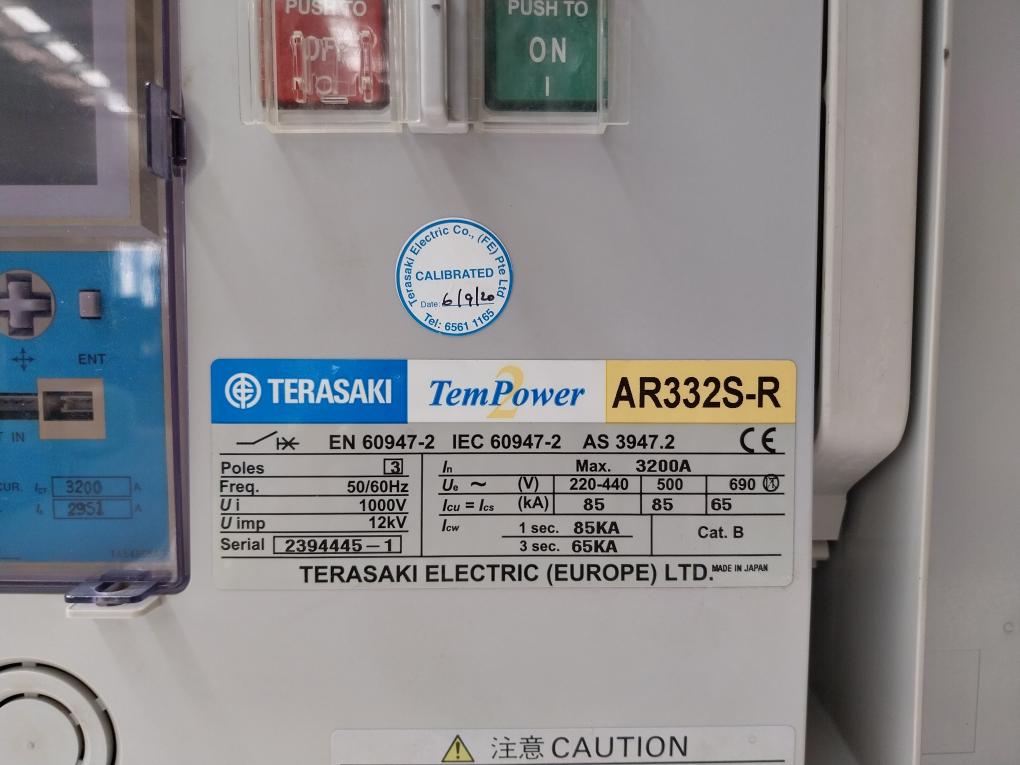 PUSH TO
OFF
PUSH TO
ON
I
Terasaki Electric Co., (FE) Pte Ltd
CALIBRATED
Date: 6/9/20
Tel: 6561 1165
ENT
IN
CUR. ICT 3200 A
Io 2951 A
TERASAKI TemPower 2 AR332S-R
EN 60947-2 IEC 60947-2 AS 3947.2 CE
Poles 3
Freq. 50/60Hz
U i 1000V
U imp 12kV
Serial 2394445-1
In Max. 3200A
Ue ~ (V) 220-440 500 690
Icu = Ics (kA) 85 85 65
Icw 1 sec. 85KA
3 sec. 65KA
Cat. B
TERASAKI ELECTRIC (EUROPE) LTD. MADE IN JAPAN
注意 CAUTION